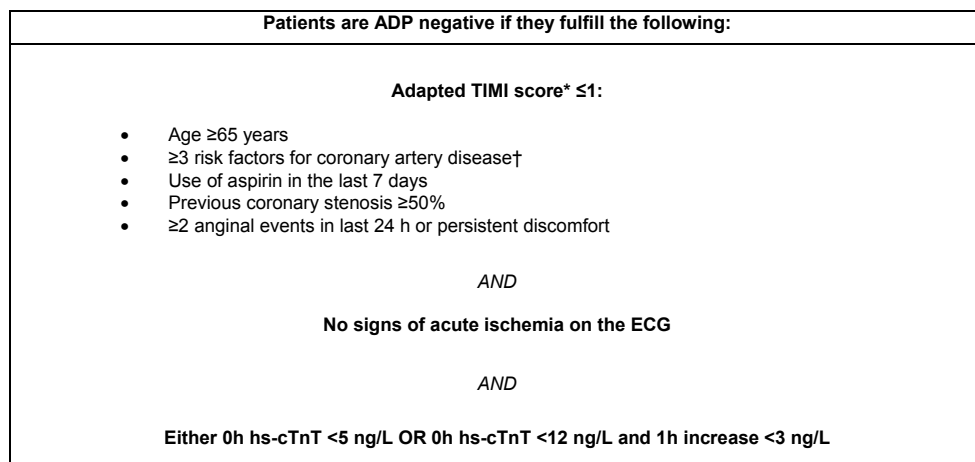 Patients are ADP negative if they fulfill the following:
Adapted TIMI score* ≤1:
• Age ≥65 years
• ≥3 risk factors for coronary artery disease†
• Use of aspirin in the last 7 days
• Previous coronary stenosis ≥50%
• ≥2 anginal events in last 24 h or persistent discomfort
AND
No signs of acute ischemia on the ECG
AND
Either 0h hs-cTnT <5 ng/L OR 0h hs-cTnT <12 ng/L and 1h increase <3 ng/L